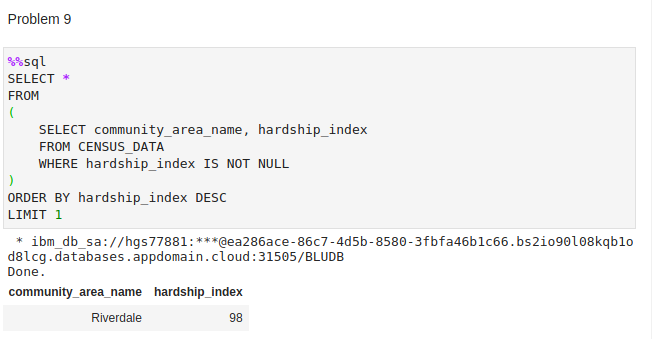 Problem 9
%%sql
SELECT *
FROM
(
    SELECT community_area_name, hardship_index
    FROM CENSUS_DATA
    WHERE hardship_index IS NOT NULL
)
ORDER BY hardship_index DESC
LIMIT 1
 * ibm_db_sa://hgs77881:***@ea286ace-86c7-4d5b-8580-3fbfa46b1c66.bs2io90l08kqb1o
d8lcg.databases.appdomain.cloud:31505/BLUDB
Done.
community_area_name hardship_index
Riverdale 98